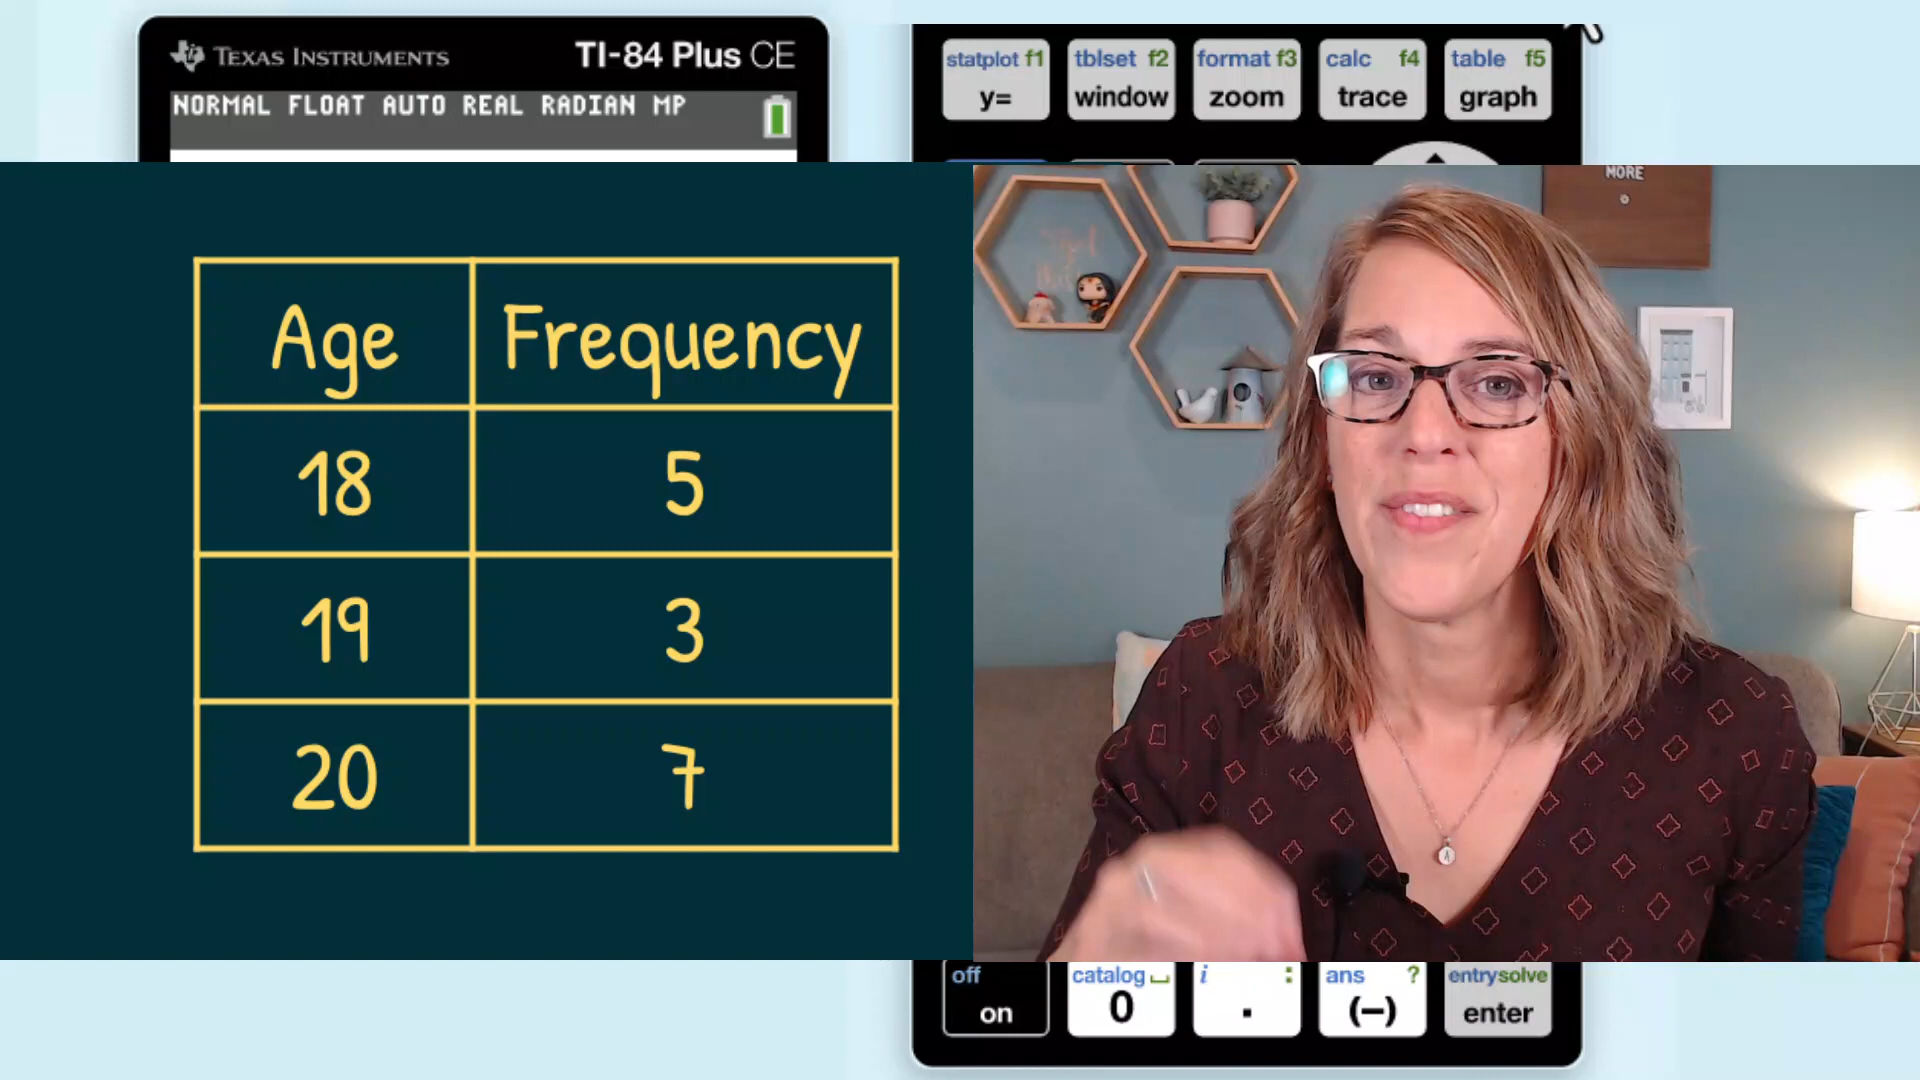 TEXAS INSTRUMENTS
TI-84 Plus CE
NORMAL FLOAT AUTO REAL RADIAN MP
statplot f1 tblset f2 format f3 calc f4 table f5
y= window zoom trace graph
MORE
Age Frequency
18 5
19 3
20 7
A
off catalog i : ans ? entry solve
on 0 . (–) enter